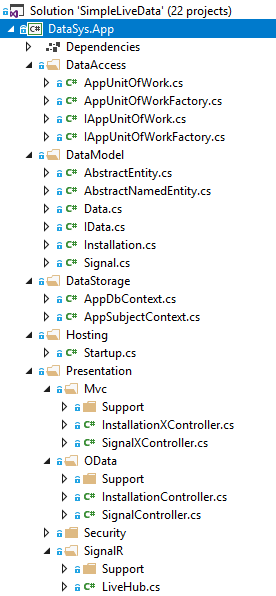 Solution 'SimpleLiveData' (22 projects)
C# DataSys.App
Dependencies
DataAccess
C# AppUnitOfWork.cs
C# AppUnitOfWorkFactory.cs
C# IAppUnitOfWork.cs
C# IAppUnitOfWorkFactory.cs
DataModel
C# AbstractEntity.cs
C# AbstractNamedEntity.cs
C# Data.cs
C# IData.cs
C# Installation.cs
C# Signal.cs
DataStorage
C# AppDbContext.cs
C# AppSubjectContext.cs
Hosting
C# Startup.cs
Presentation
Mvc
Support
C# InstallationXController.cs
C# SignalXController.cs
OData
Support
C# InstallationController.cs
C# SignalController.cs
Security
SignalR
Support
C# LiveHub.cs